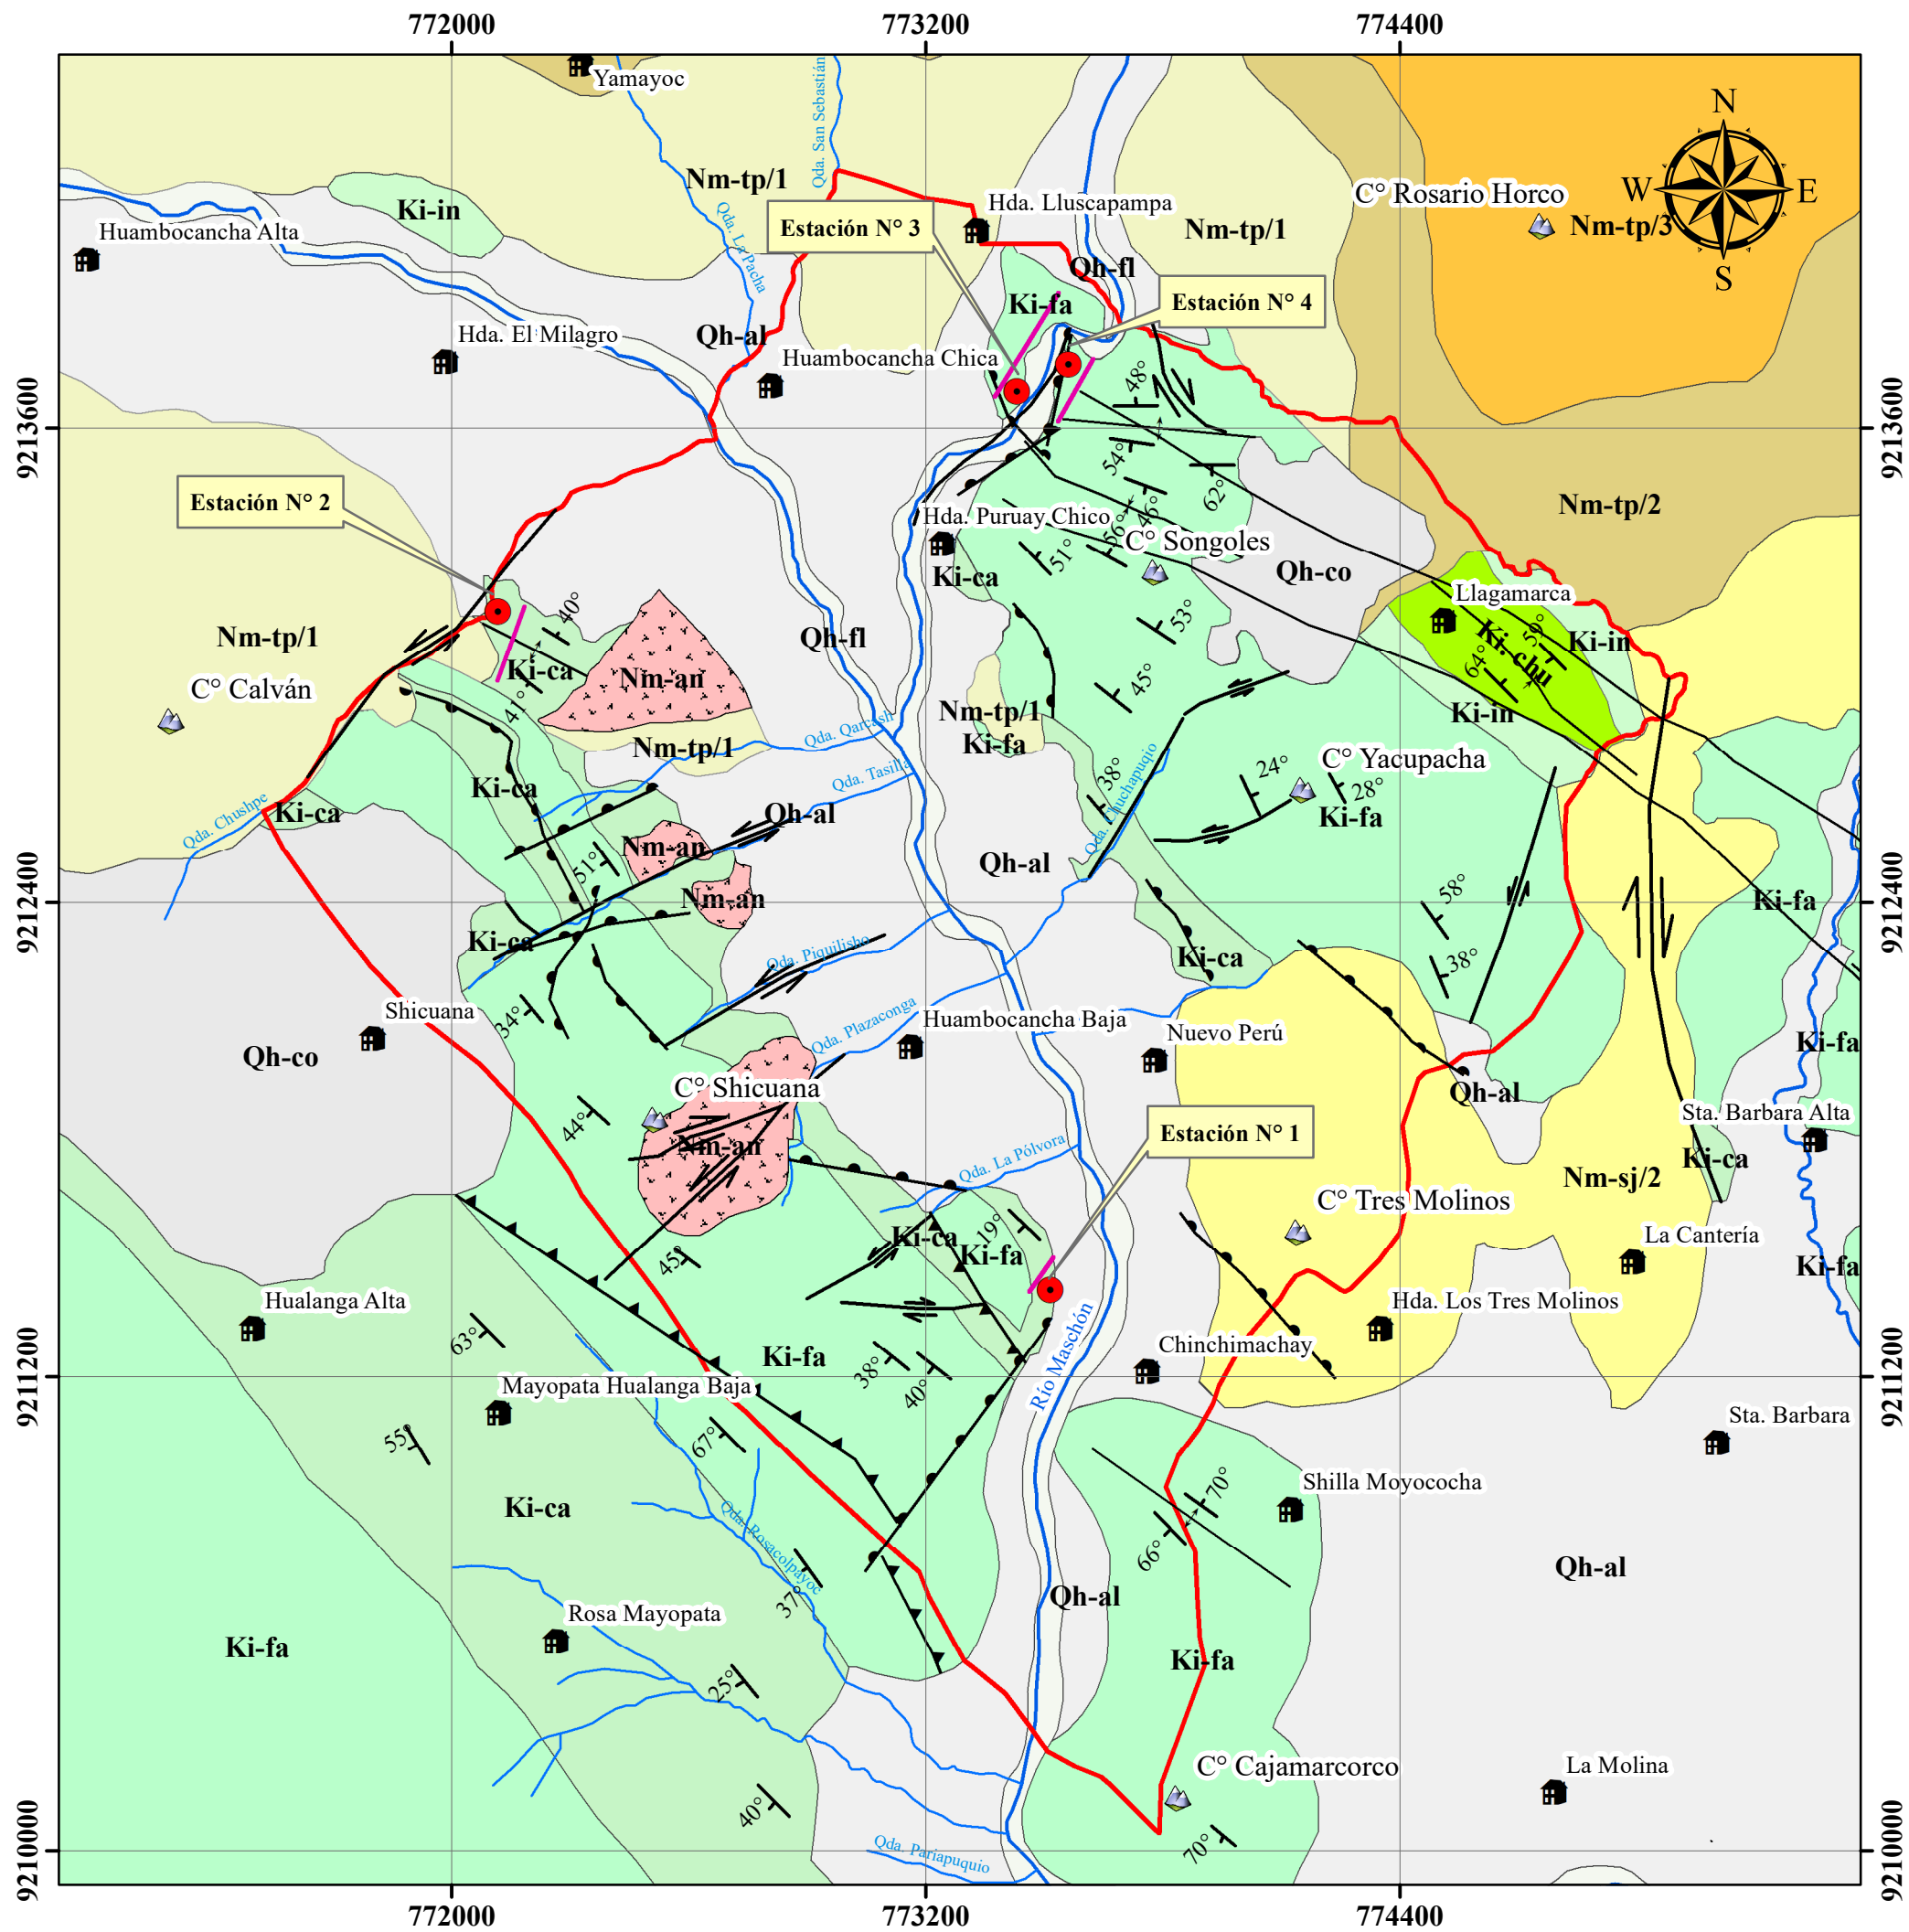 772000 773200 774400
Yamayoc
Qda. San Sebastián
Nm-tp/1
N
W E
S
C° Rosario Horco
Nm-tp/3
Ki-in
Hda. Lluscapampa
Estación N° 3
Nm-tp/1
Huambocancha Alta
Qda. La Pacha
Qh-fl
Ki-fa
Estación N° 4
Hda. El Milagro
Qh-al
Huambocancha Chica
48°
9213600
9213600
54°
62°
46°
56°
51°
Estación N° 2
Nm-tp/2
Hda. Puruay Chico
C° Songoles
Ki-ca
Qh-co
Llagamarca
40°
53°
Nm-tp/1
Qh-fl
59°
Ki-in
Ki-chu
64°
Ki-ca
Nm-an
C° Calván
45°
41°
Nm-tp/1
Ki-in
Qda. Qarcash
Nm-tp/1
Ki-fa
C° Yacupacha
24°
28°
38°
Qda. Tasilla
Qda. Chuchapuqio
Ki-ca
Ki-ca
Qda. Chushpe
Qh-al
Ki-fa
Nm-an
51°
Qh-al
58°
Nm-an
Ki-fa
9212400
9212400
Ki-ca
Qda. Piquilisho
Ki-ca
38°
Shicuana
34°
Qda. Plazaconga
Huambocancha Baja
Nuevo Perú
Qh-co
Ki-fa
C° Shicuana
Qh-al
44°
Sta. Barbara Alta
Estación N° 1
Nm-an
Qda. La Pólvora
Ki-ca
Nm-sj/2
C° Tres Molinos
19°
Ki-ca
Ki-fa
La Cantería
45°
Ki-fa
Hualanga Alta
Hda. Los Tres Molinos
63°
Río Maschón
Chinchimachay
Ki-fa
38°
40°
9211200
9211200
Mayopata Hualanga Baja
Sta. Barbara
55°
67°
Shilla Moyococha
70°
Ki-ca
Qda. Rosacolpayoc
66°
Qh-al
37°
Qh-al
Rosa Mayopata
Ki-fa
Ki-fa
25°
C° Cajamarcorco
La Molina
40°
70°
9210000
9210000
Qda. Pariapuquio
772000 773200 774400